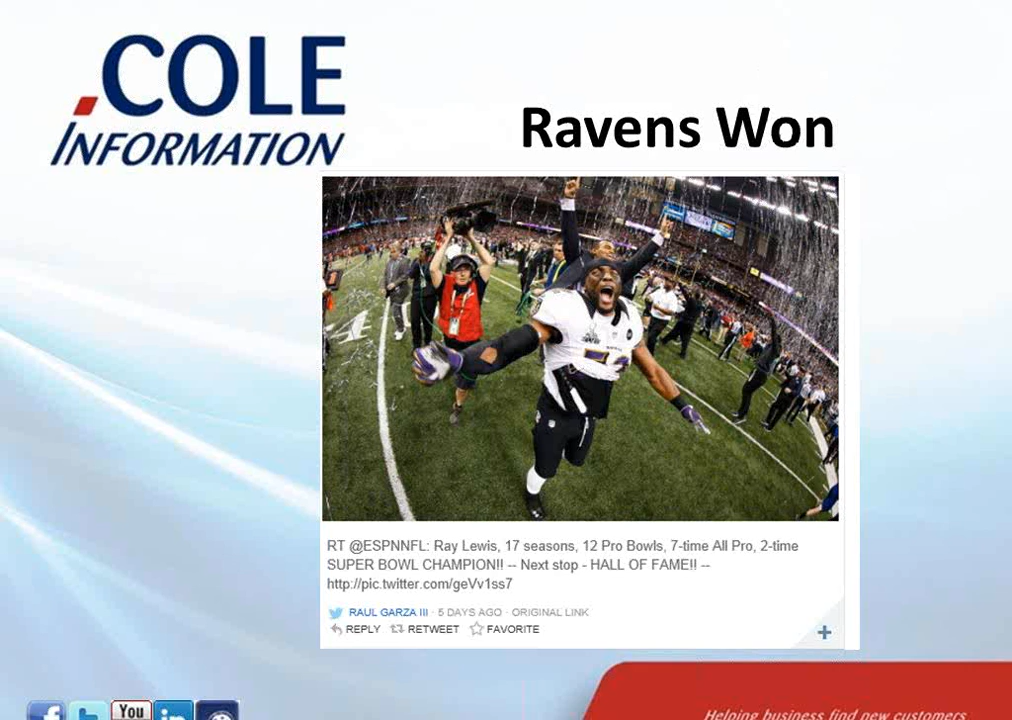 .COLE
INFORMATION
Ravens Won
RT @ESPNNFL: Ray Lewis, 17 seasons, 12 Pro Bowls, 7-time All Pro, 2-time
SUPER BOWL CHAMPION!! -- Next stop - HALL OF FAME!! --
http://pic.twitter.com/geVv1ss7
RAUL GARZA III · 5 DAYS AGO · ORIGINAL LINK
REPLY RETWEET FAVORITE
You
in
Helping business find new customers